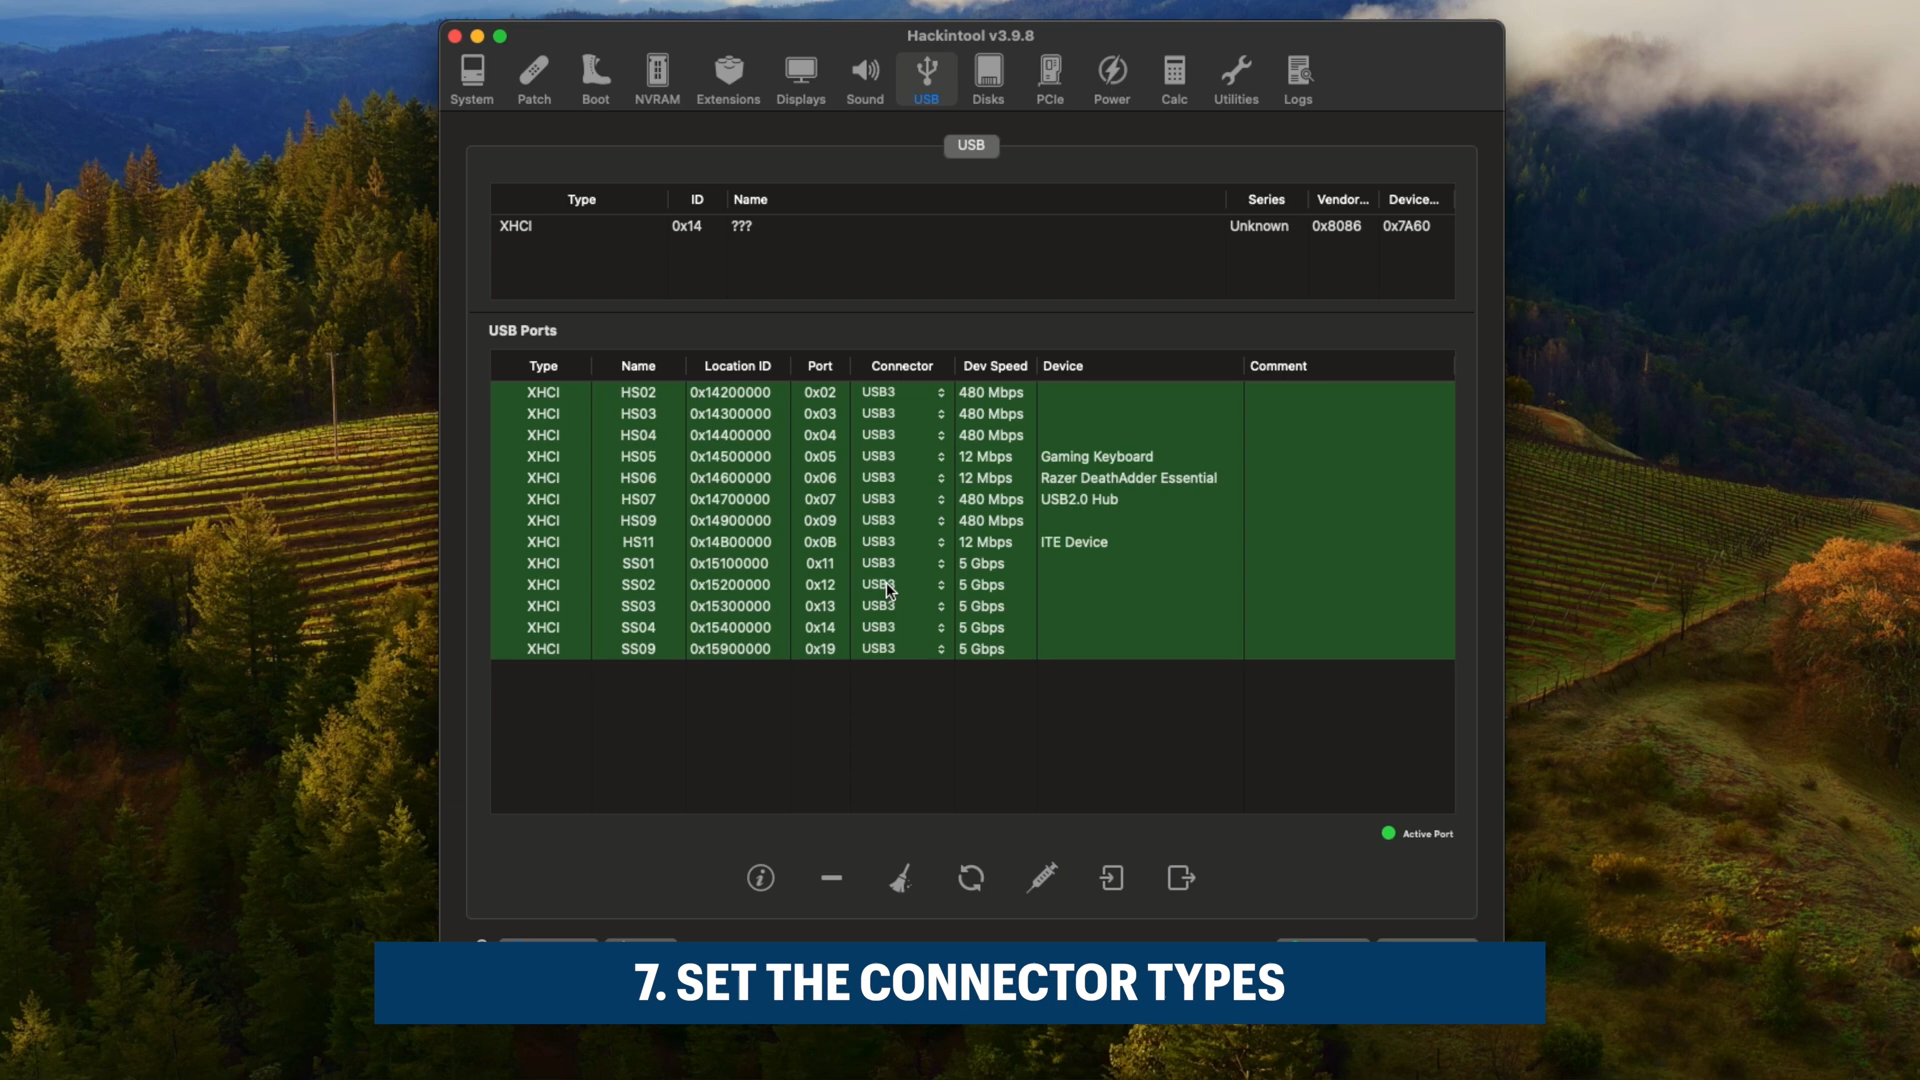 Hackintool v3.9.8
System Patch Boot NVRAM Extensions Displays Sound USB Disks PCIe Power Calc Utilities Logs
USB
Type ID Name Series Vendor... Device...
XHCI 0x14 ??? Unknown 0x8086 0x7A60
USB Ports
Type Name Location ID Port Connector Dev Speed Device Comment
XHCI HS02 0x14200000 0x02 USB3 480 Mbps
XHCI HS03 0x14300000 0x03 USB3 480 Mbps
XHCI HS04 0x14400000 0x04 USB3 480 Mbps
XHCI HS05 0x14500000 0x05 USB3 12 Mbps Gaming Keyboard
XHCI HS06 0x14600000 0x06 USB3 12 Mbps Razer DeathAdder Essential
XHCI HS07 0x14700000 0x07 USB3 480 Mbps USB2.0 Hub
XHCI HS09 0x14900000 0x09 USB3 480 Mbps
XHCI HS11 0x14B00000 0x0B USB3 12 Mbps ITE Device
XHCI SS01 0x15100000 0x11 USB3 5 Gbps
XHCI SS02 0x15200000 0x12 USB3 5 Gbps
XHCI SS03 0x15300000 0x13 USB3 5 Gbps
XHCI SS04 0x15400000 0x14 USB3 5 Gbps
XHCI SS09 0x15900000 0x19 USB3 5 Gbps
Active Port
7. SET THE CONNECTOR TYPES